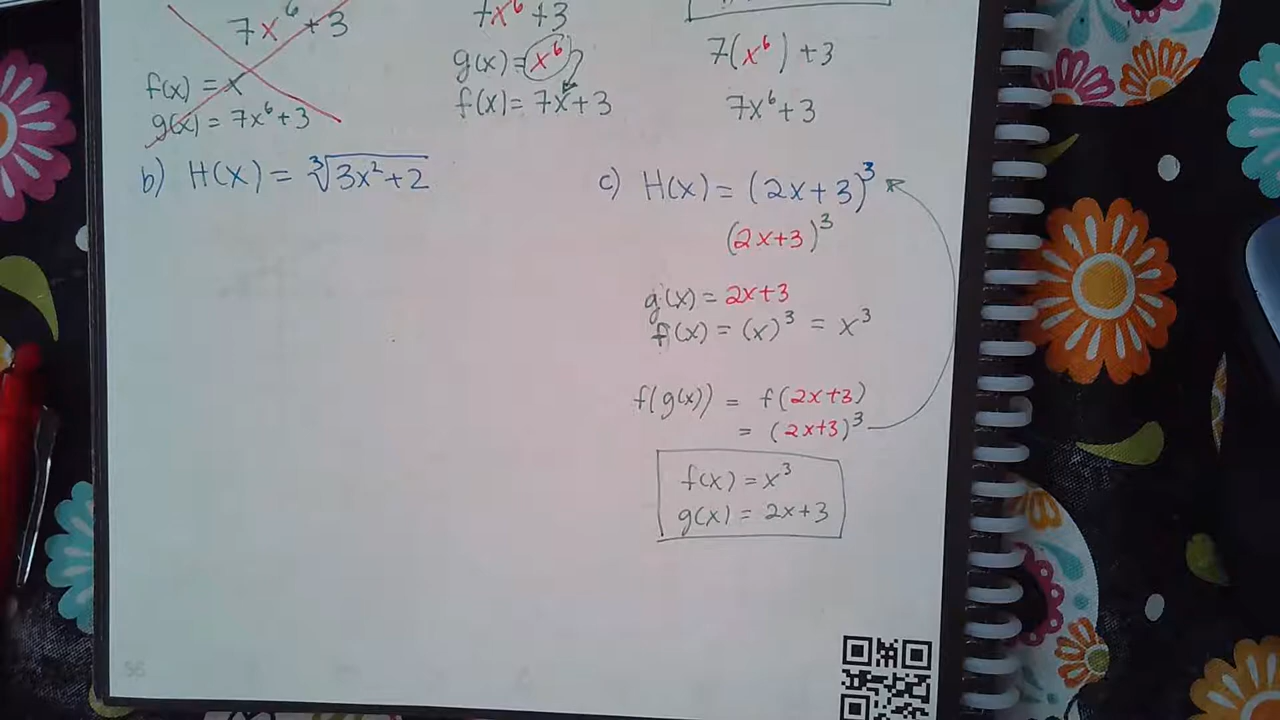 7x⁶+3
f(x) = x
g(x) = 7x⁶+3
7x⁶ +3
g(x) = x⁶
f(x) = 7x+3
7(x⁶) +3
7x⁶+3
b) H(x) = ∛(3x²+2)
c) H(x) = (2x+3)³
(2x+3)³
g(x) = 2x+3
f(x) = (x)³ = x³
f(g(x)) = f(2x+3)
= (2x+3)³
f(x) = x³
g(x) = 2x+3